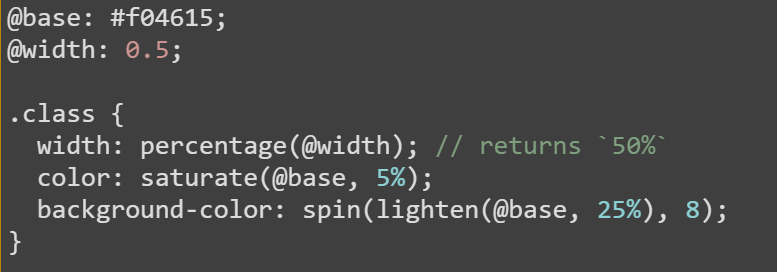 @base: #f04615;
@width: 0.5;

.class {
  width: percentage(@width); // returns `50%`
  color: saturate(@base, 5%);
  background-color: spin(lighten(@base, 25%), 8);
}